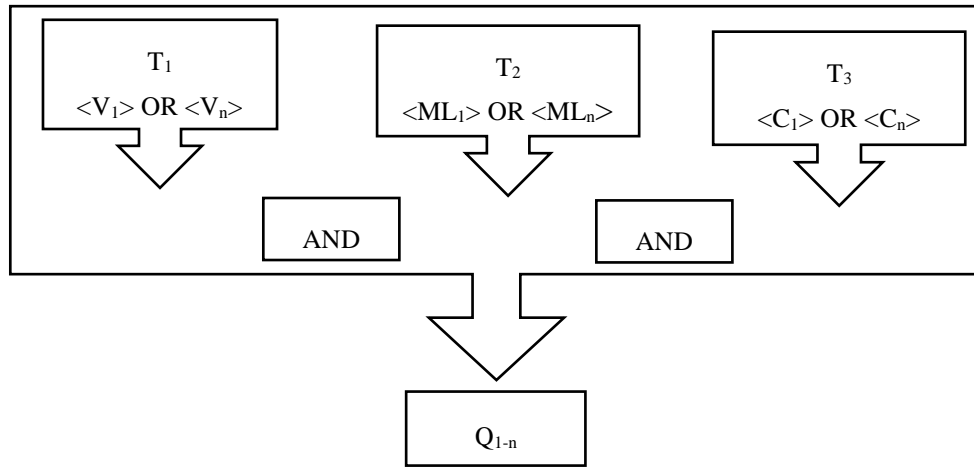 T₁
<V₁> OR <Vₙ>
T₂
<ML₁> OR <MLₙ>
T₃
<C₁> OR <Cₙ>
AND
AND
Q₁₋ₙ